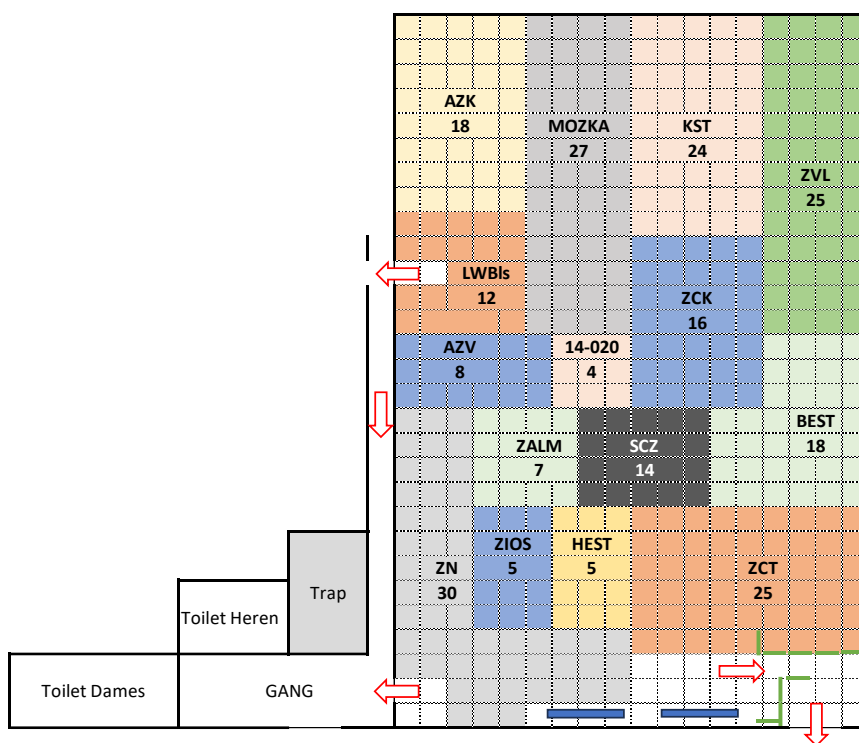 AZK
18
MOZKA
27
KST
24
ZVL
25
LWBls
12
ZCK
16
AZV
8
14-020
4
BEST
18
ZALM
7
SCZ
14
ZIOS
5
HEST
5
ZN
30
ZCT
25
Trap
Toilet Heren
Toilet Dames
GANG